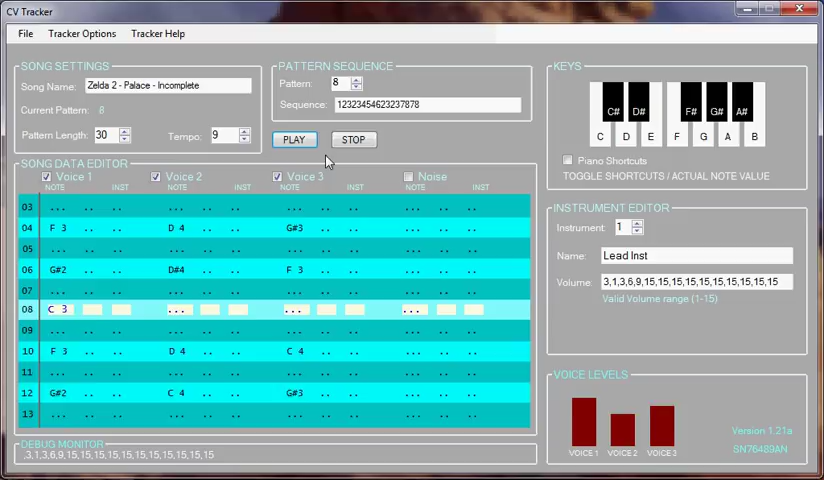 CV Tracker
File Tracker Options Tracker Help
SONG SETTINGS
Song Name: Zelda 2 - Palace - Incomplete
Current Pattern: 8
Pattern Length: 30 Tempo: 9
PATTERN SEQUENCE
Pattern: 8
Sequence: 12323454623237878
PLAY STOP
SONG DATA EDITOR
Voice 1 Voice 2 Voice 3 Noise
NOTE INST NOTE INST NOTE INST NOTE INST
03 ... .. .. ... .. .. ... .. .. ... .. ..
04 F 3 .. .. D 4 .. .. G#3 .. .. ... .. ..
05 ... .. .. ... .. .. ... .. .. ... .. ..
06 G#2 .. .. D#4 .. .. F 3 .. .. ... .. ..
07 ... .. .. ... .. .. ... .. .. ... .. ..
08 C 3 ... ... ...
09 ... .. .. ... .. .. ... .. .. ... .. ..
10 F 3 .. .. D 4 .. .. C 4 .. .. ... .. ..
11 ... .. .. ... .. .. ... .. .. ... .. ..
12 G#2 .. .. C 4 .. .. G#3 .. .. ... .. ..
13 ... .. .. ... .. .. ... .. .. ... .. ..
DEBUG MONITOR
,3,1,3,6,9,15,15,15,15,15,15,15,15,15,15,15
KEYS
C# D# F# G# A#
C D E F G A B
Piano Shortcuts
TOGGLE SHORTCUTS / ACTUAL NOTE VALUE
INSTRUMENT EDITOR
Instrument: 1
Name: Lead Inst
Volume: 3,1,3,6,9,15,15,15,15,15,15,15,15,15,15,15
Valid Volume range (1-15)
VOICE LEVELS
VOICE 1 VOICE 2 VOICE 3
Version 1.21a
SN76489AN